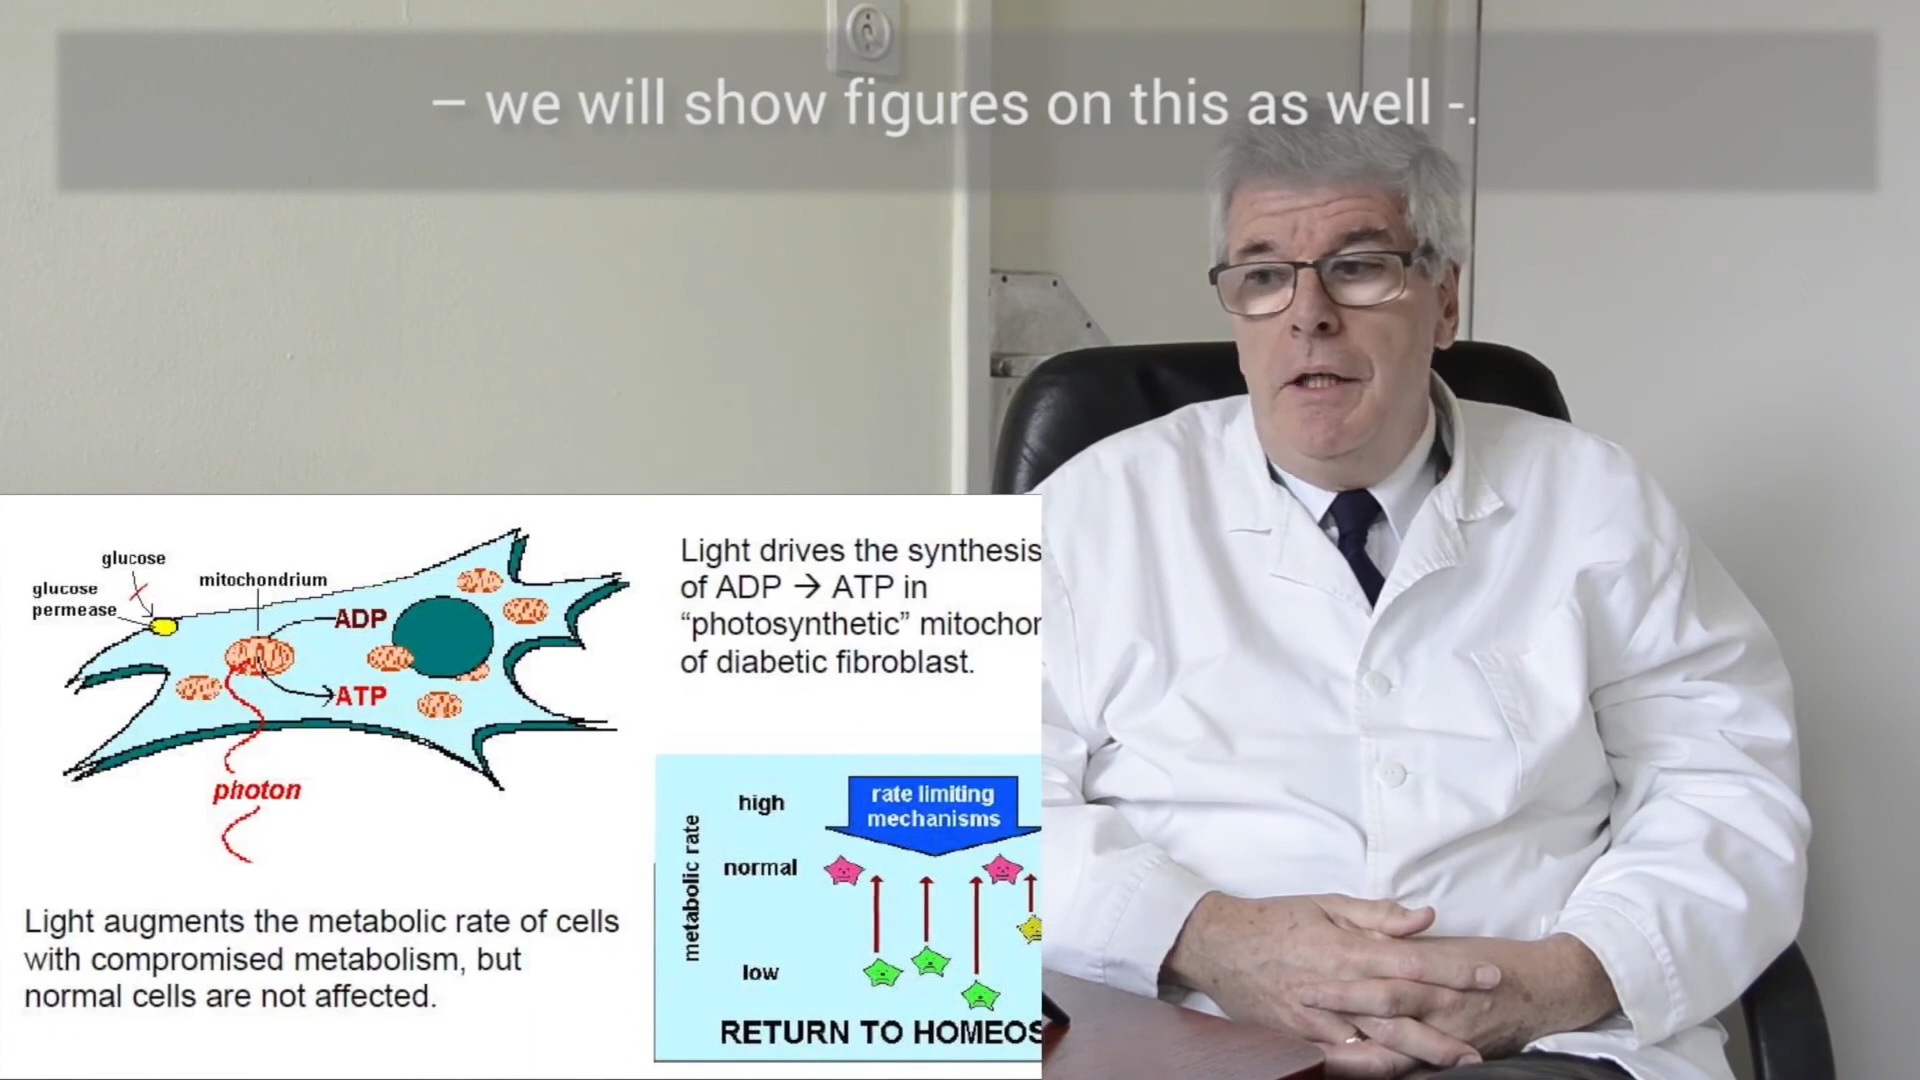 – we will show figures on this as well -.
glucose
glucose
permease
mitochondrium
ADP
ATP
photon
Light augments the metabolic rate of cells
with compromised metabolism, but
normal cells are not affected.
Light drives the synthesis
of ADP → ATP in
“photosynthetic” mitochor
of diabetic fibroblast.
metabolic rate
high
normal
low
rate limiting
mechanisms
RETURN TO HOMEOS